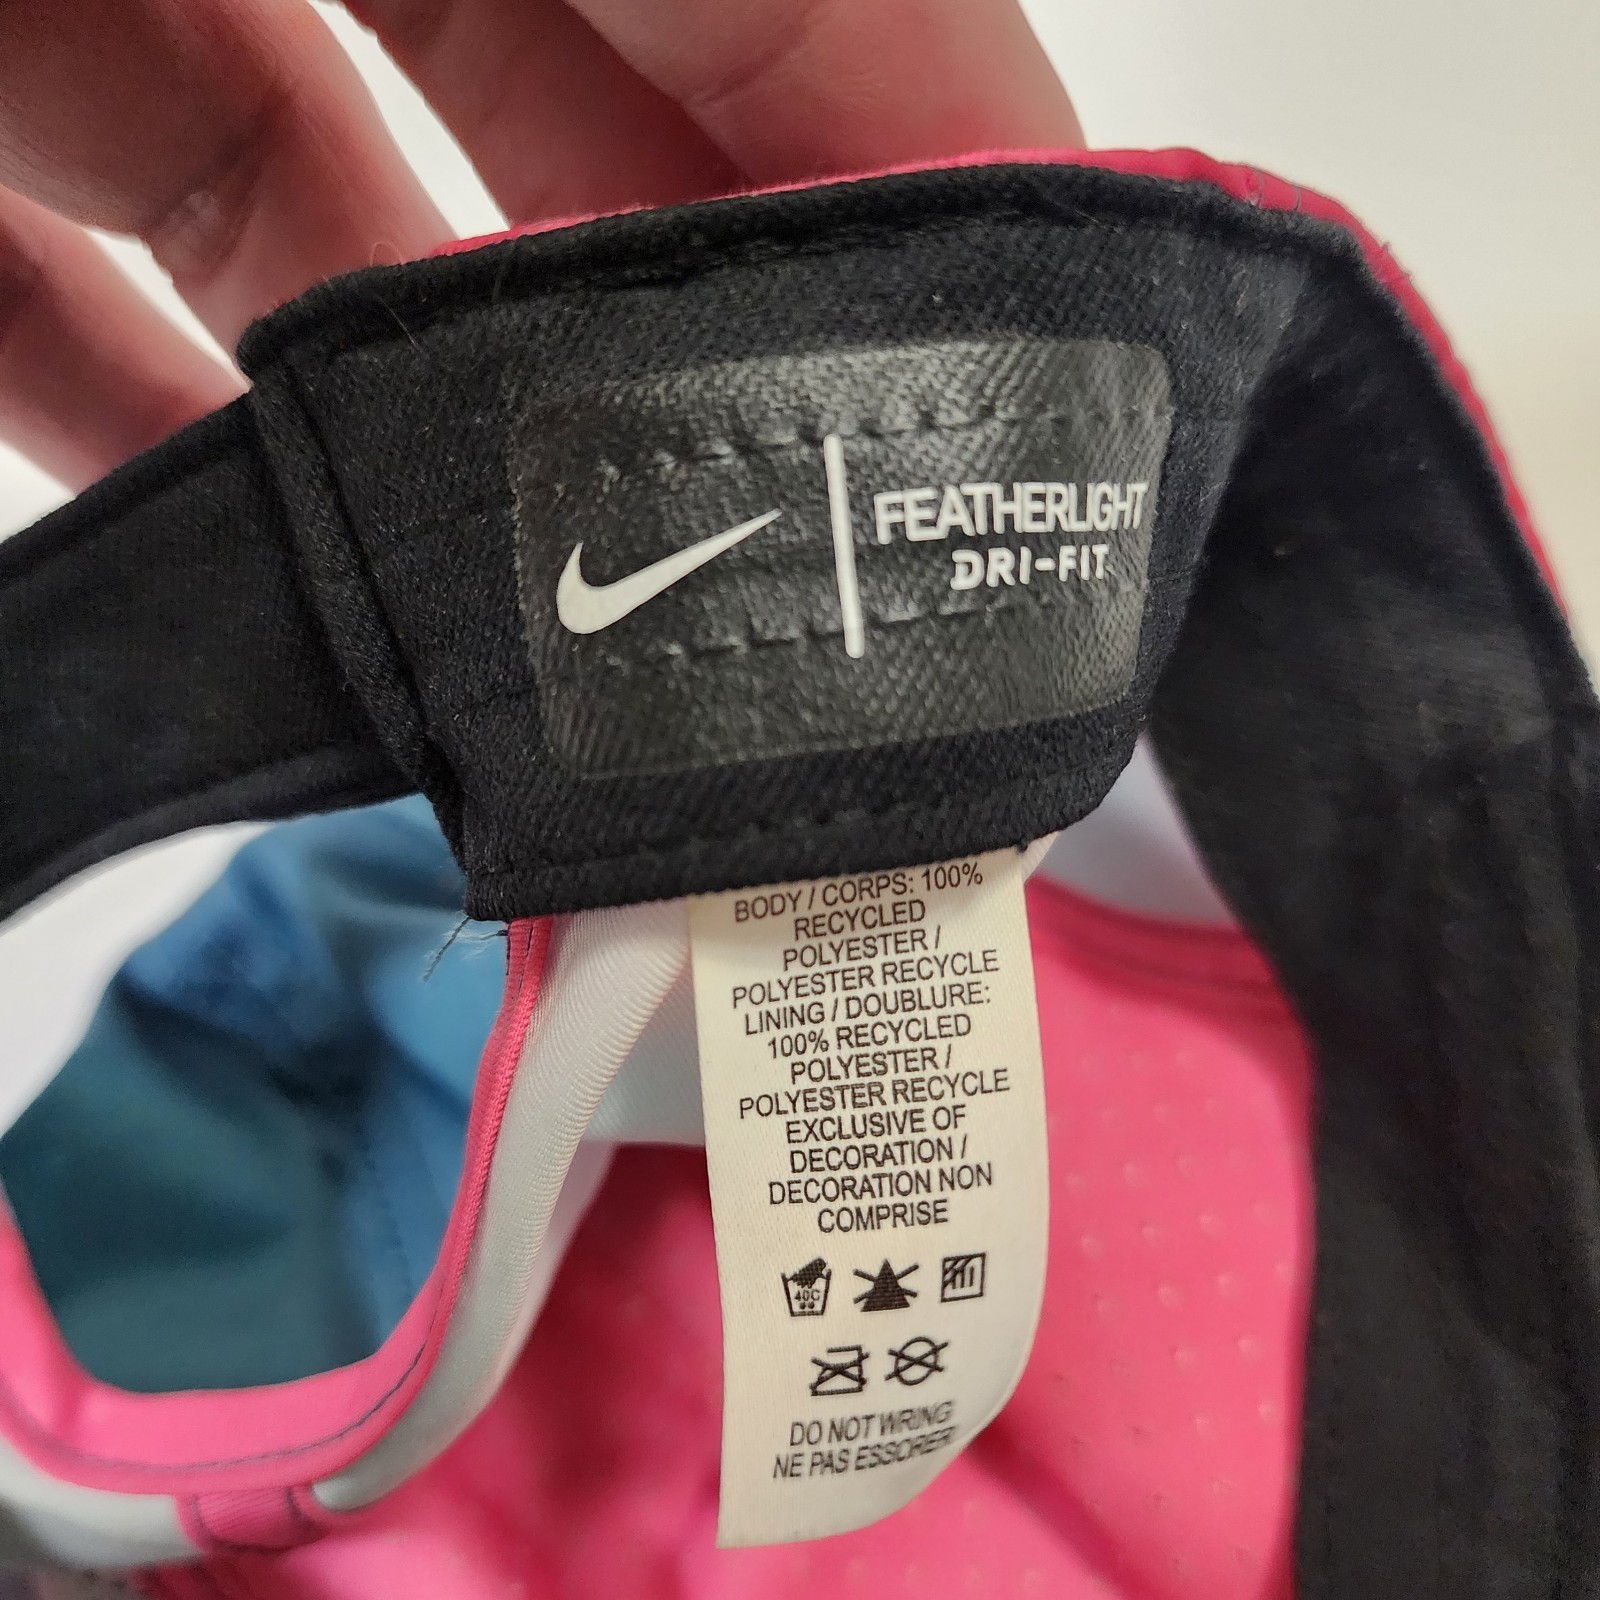 FEATHERLIGHT
DRI-FIT
BODY / CORPS: 100%
RECYCLED
POLYESTER /
POLYESTER RECYCLE
LINING / DOUBLURE:
100% RECYCLED
POLYESTER /
POLYESTER RECYCLE
EXCLUSIVE OF
DECORATION /
DECORATION NON
COMPRISE
40C
DO NOT WRING
NE PAS ESSORER